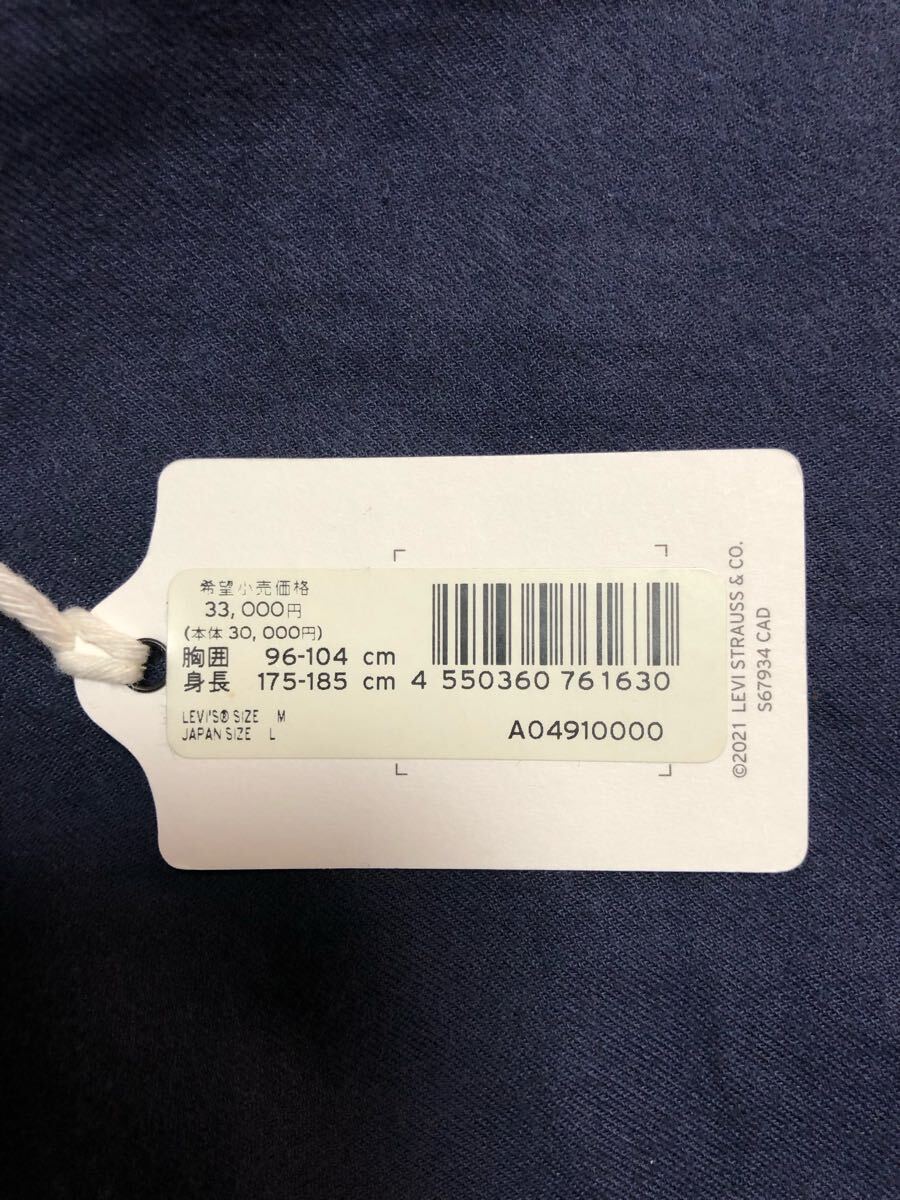 希望小売価格
33,000円
(本体 30,000円)
胸囲 96-104 cm
身長 175-185 cm
LEVI'S® SIZE M
JAPAN SIZE L
4 550360 761630
A04910000
©2021 LEVI STRAUSS & CO.
S67934 CAD